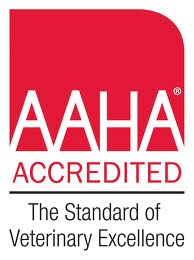 AAHA®
ACCREDITED
The Standard of
Veterinary Excellence